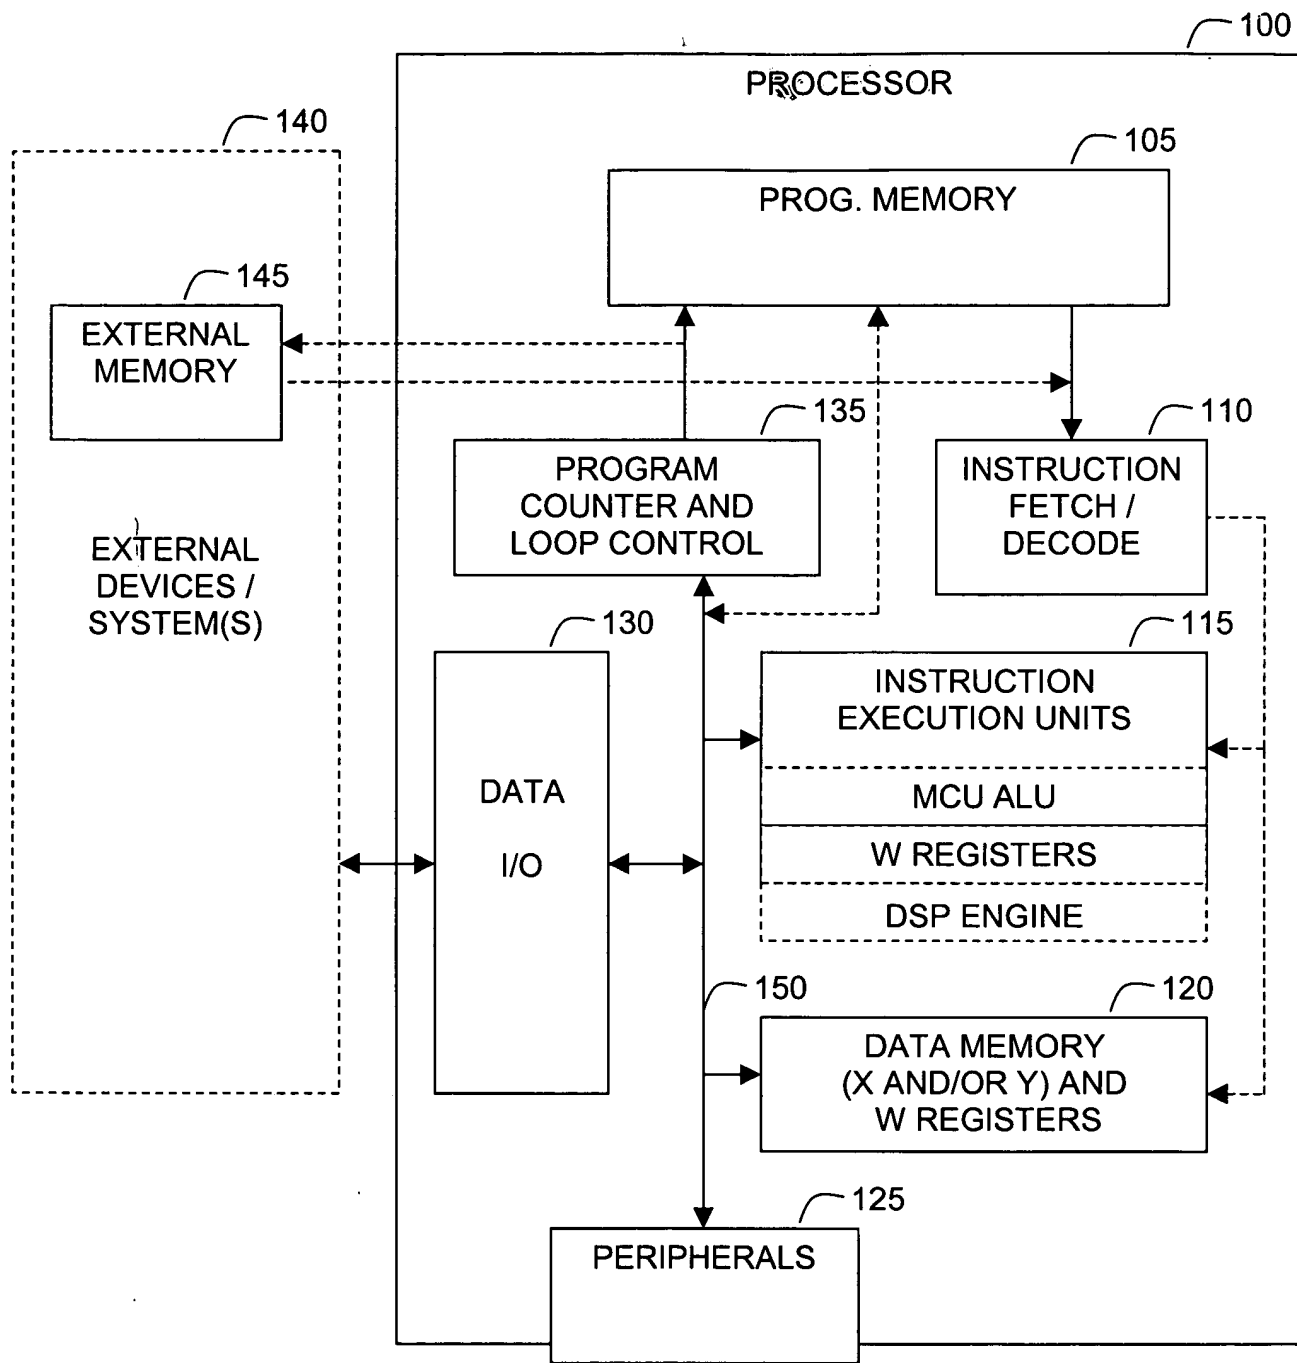 100
PROCESSOR
140
105
PROG. MEMORY
145
EXTERNAL
MEMORY
135
PROGRAM
COUNTER AND
LOOP CONTROL
110
INSTRUCTION
FETCH /
DECODE
EXTERNAL
DEVICES /
SYSTEM(S)
130
DATA
I/O
115
INSTRUCTION
EXECUTION UNITS
MCU ALU
W REGISTERS
DSP ENGINE
150
120
DATA MEMORY
(X AND/OR Y) AND
W REGISTERS
125
PERIPHERALS